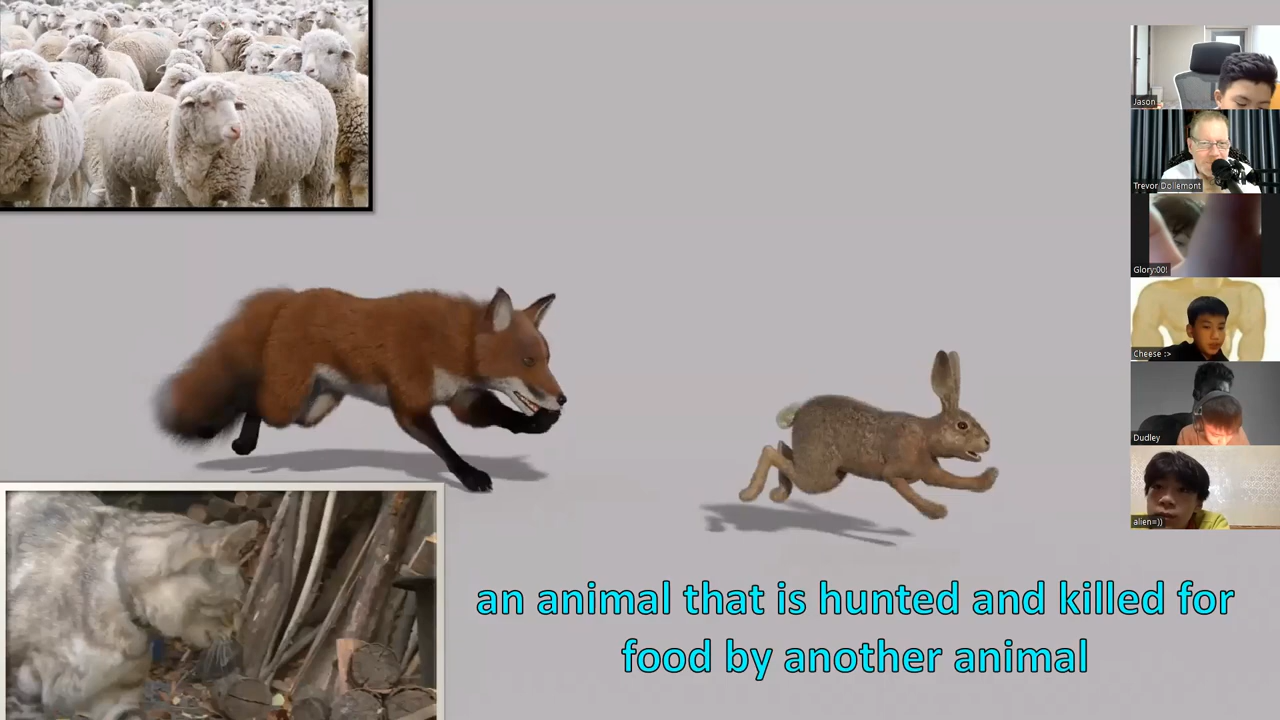 Jason
Trevor Dollemont
Glory:00!
Cheese :>
Dudley
alien=))
an animal that is hunted and killed for
food by another animal